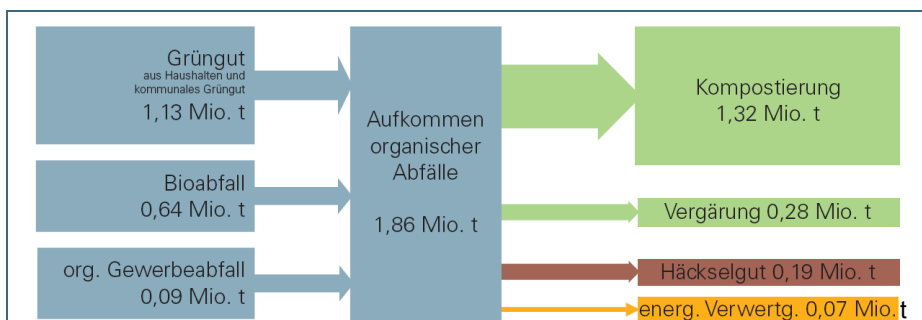 Grüngut
aus Haushalten und
kommunales Grüngut
1,13 Mio. t
Bioabfall
0,64 Mio. t
org. Gewerbeabfall
0,09 Mio. t
Aufkommen
organischer
Abfälle
1,86 Mio. t
Kompostierung
1,32 Mio. t
Vergärung 0,28 Mio. t
Häckselgut 0,19 Mio. t
energ. Verwertg. 0,07 Mio. t